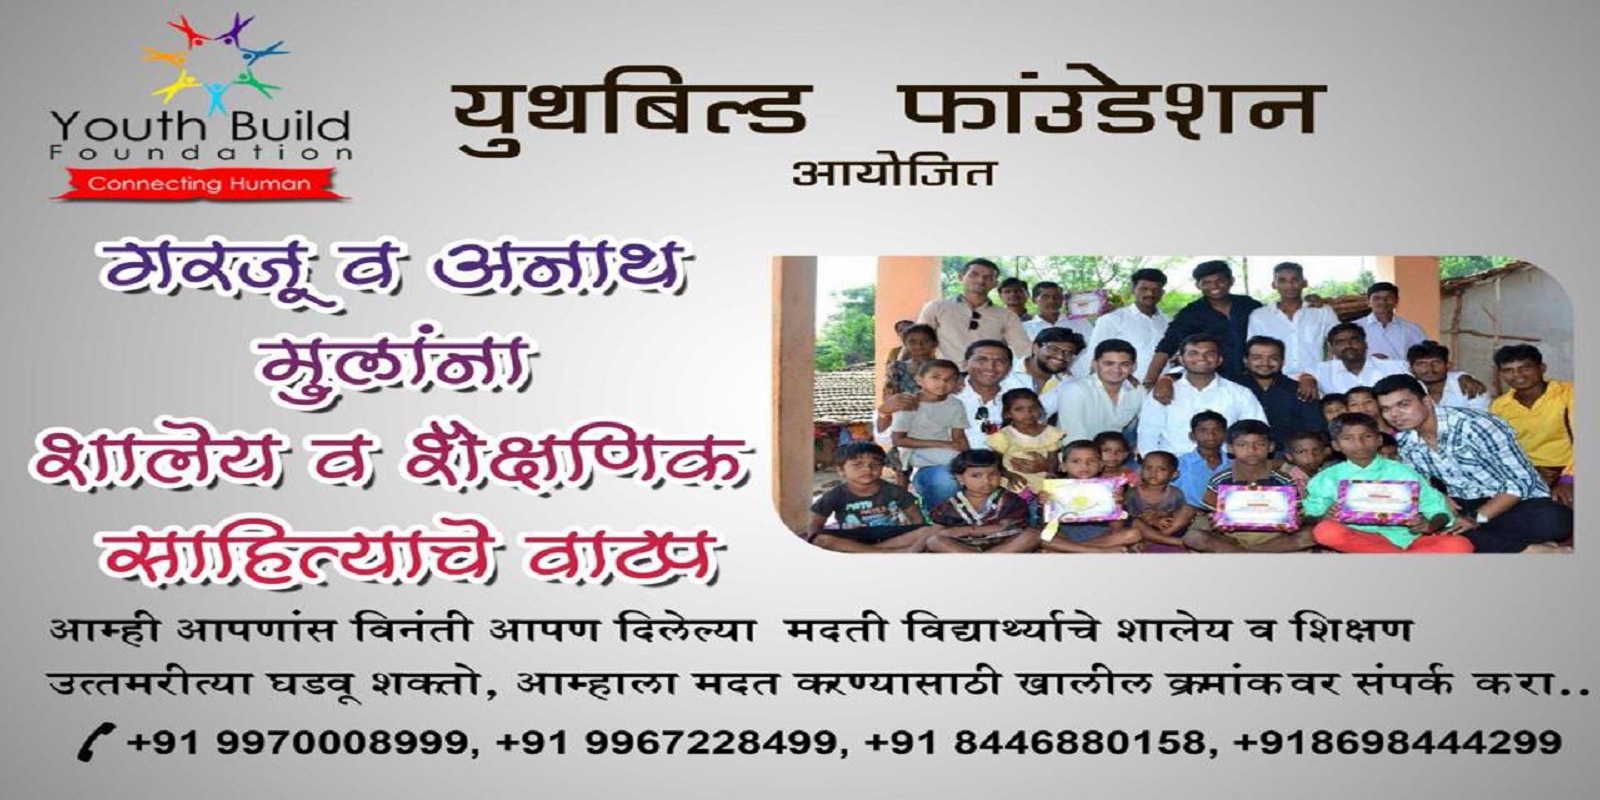 Youth Build
Foundation
Connecting Human
युथबिल्ड फांउडेशन
आयोजित
गरजू व अनाथ
मुलांना
शालेय व शैक्षणिक
साहित्याचे वाटप
आम्ही आपणांस विनंती आपण दिलेल्या मदती विद्यार्थ्याचे शालेय व शिक्षण
उत्तमरीत्या घडवू शक्तो, आम्हाला मदत करण्यासाठी खालील क्रमांकवर संपर्क करा..
+91 9970008999, +91 9967228499, +91 8446880158, +918698444299